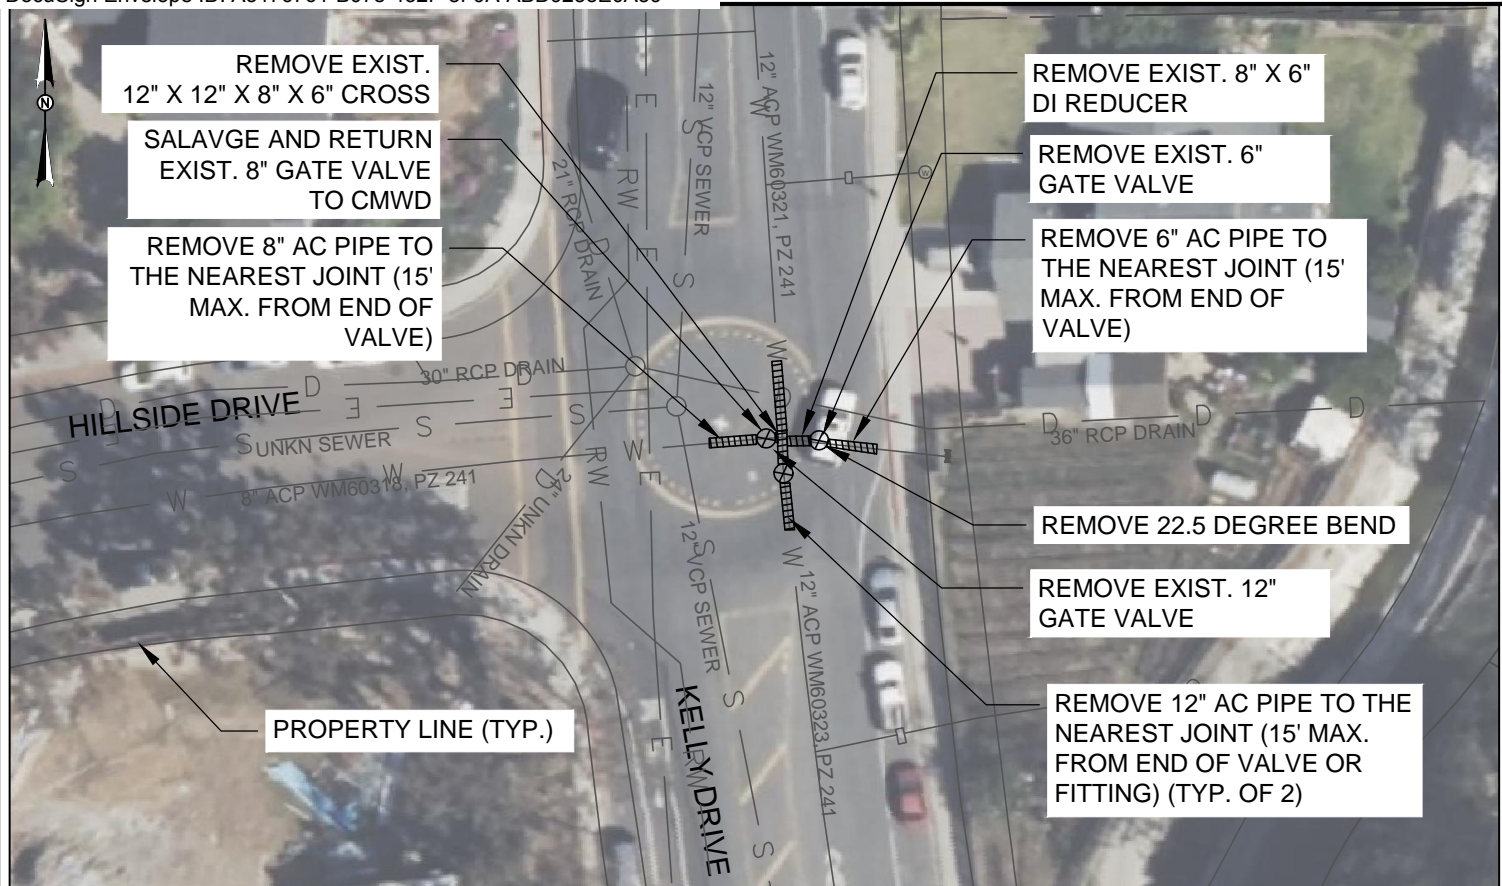 REMOVE EXIST.
12" X 12" X 8" X 6" CROSS
SALAVGE AND RETURN
EXIST. 8" GATE VALVE
TO CMWD
REMOVE 8" AC PIPE TO
THE NEAREST JOINT (15'
MAX. FROM END OF
VALVE)
REMOVE EXIST. 8" X 6"
DI REDUCER
REMOVE EXIST. 6"
GATE VALVE
REMOVE 6" AC PIPE TO
THE NEAREST JOINT (15'
MAX. FROM END OF
VALVE)
REMOVE 22.5 DEGREE BEND
REMOVE EXIST. 12"
GATE VALVE
REMOVE 12" AC PIPE TO THE
NEAREST JOINT (15' MAX.
FROM END OF VALVE OR
FITTING) (TYP. OF 2)
PROPERTY LINE (TYP.)
N
12" VCP SEWER
12" ACP WM60321, PZ 241
21" RCP DRAIN
30" RCP DRAIN
HILLSIDE DRIVE
UNKN SEWER
8" ACP WM60318, PZ 241
24" UNKN DRAIN
36" RCP DRAIN
12" VCP SEWER
12" ACP WM60323, PZ 241
KELLY DRIVE
E
RW
E
S
S
W
D
W
D
D
E
E
S
S
S
W
W
W
E
RW
D
D
D
D
S
W
S
E
RW
S